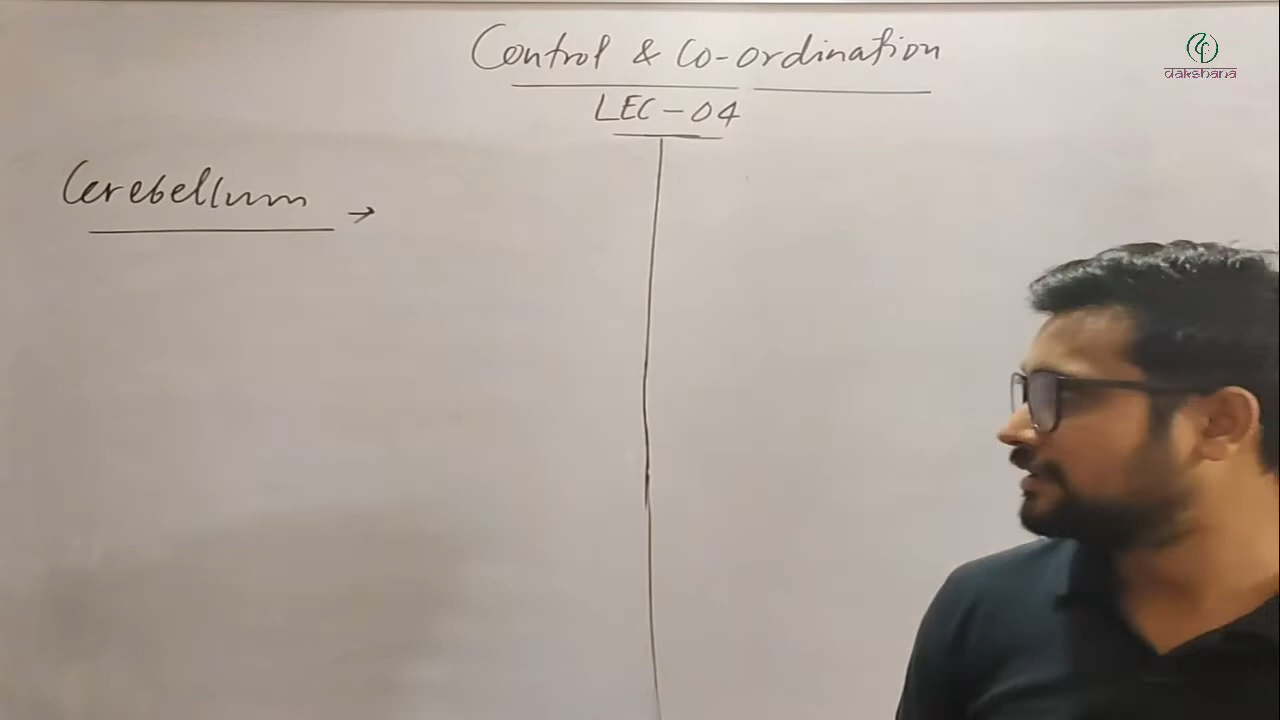 Control & Co-ordination
LEC-04
Cerebellum →
dakshana